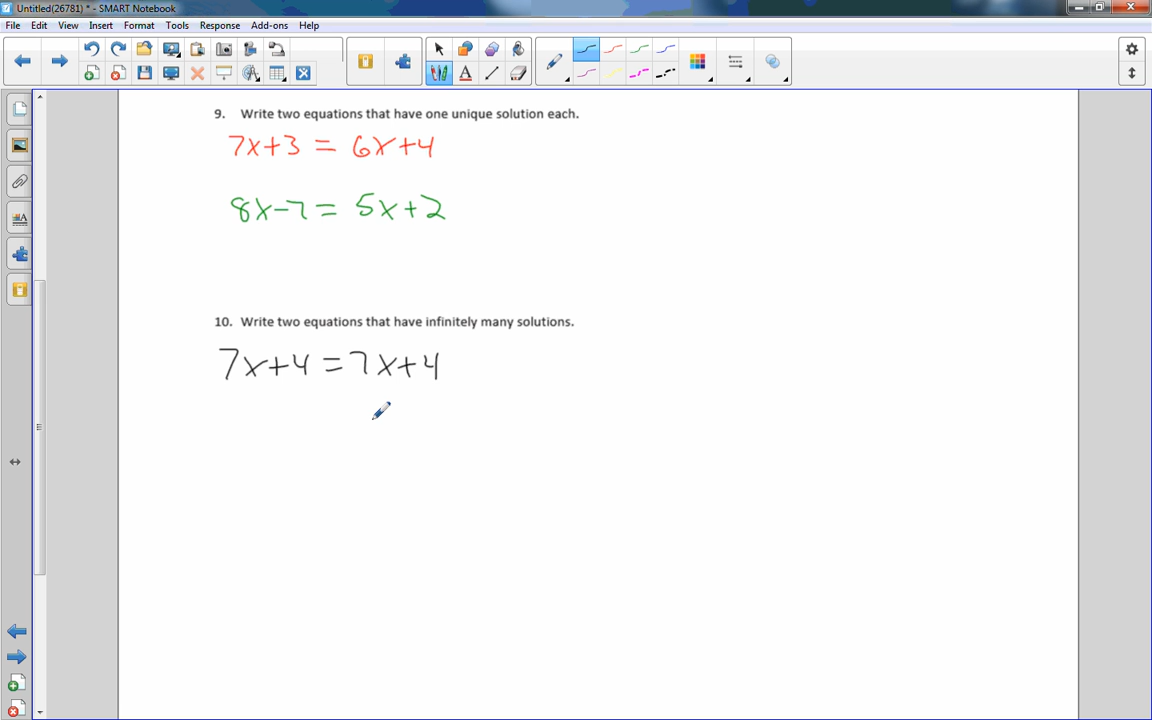 Untitled(26781) * - SMART Notebook
File Edit View Insert Format Tools Response Add-ons Help
9. Write two equations that have one unique solution each.
7x+3 = 6x+4
8x-7 = 5x+2
10. Write two equations that have infinitely many solutions.
7x+4 = 7x+4